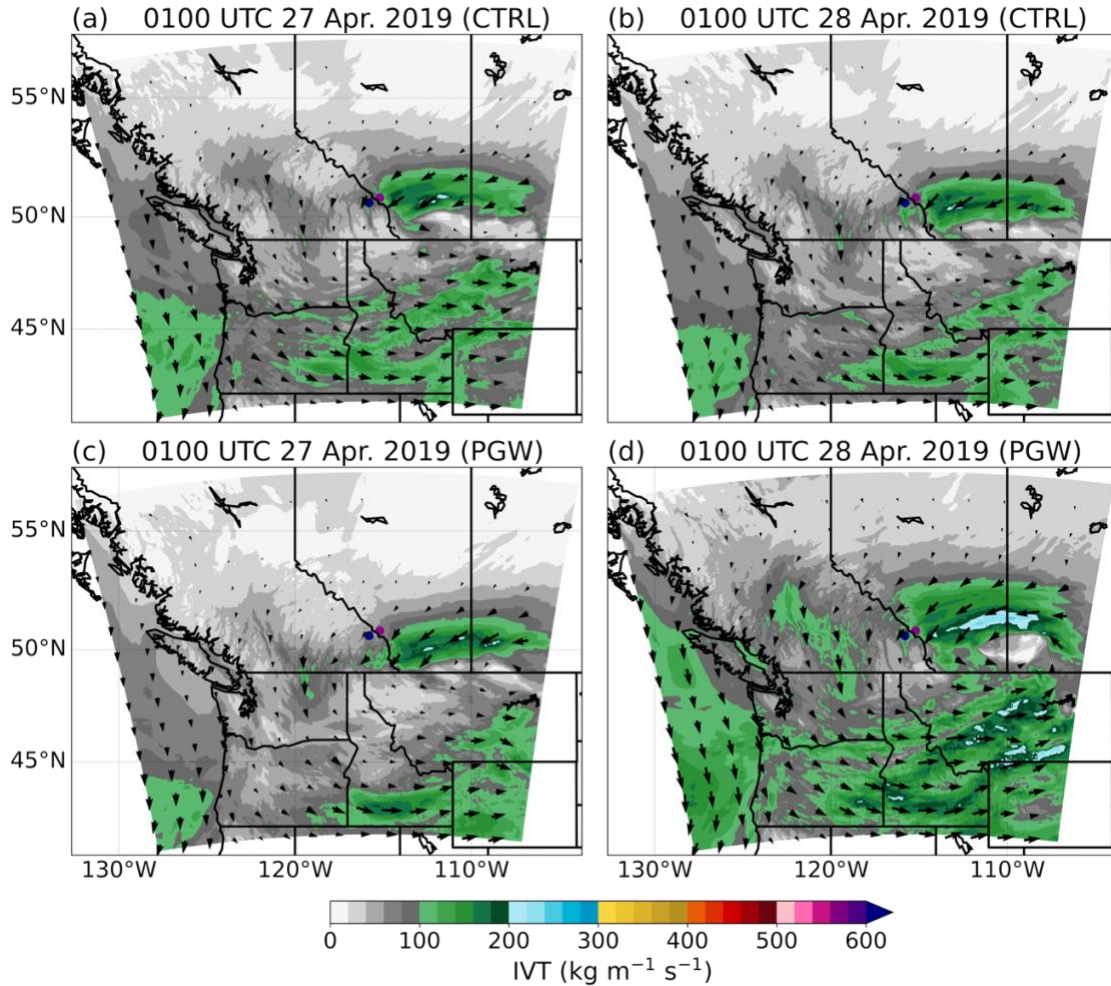 (a) 0100 UTC 27 Apr. 2019 (CTRL)
(b) 0100 UTC 28 Apr. 2019 (CTRL)
55°N
50°N
45°N
(c) 0100 UTC 27 Apr. 2019 (PGW)
(d) 0100 UTC 28 Apr. 2019 (PGW)
55°N
50°N
45°N
130°W 120°W 110°W
130°W 120°W 110°W
0 100 200 300 400 500 600
IVT (kg m⁻¹ s⁻¹)